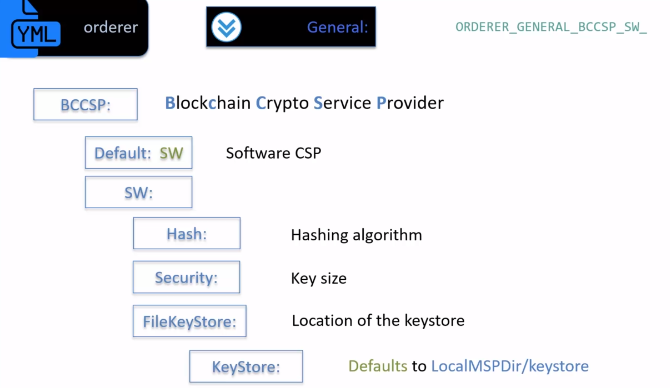 YML orderer General: ORDERER_GENERAL_BCCSP_SW_
BCCSP: Blockchain Crypto Service Provider
Default: SW Software CSP
SW:
Hash: Hashing algorithm
Security: Key size
FileKeyStore: Location of the keystore
KeyStore: Defaults to LocalMSPDir/keystore